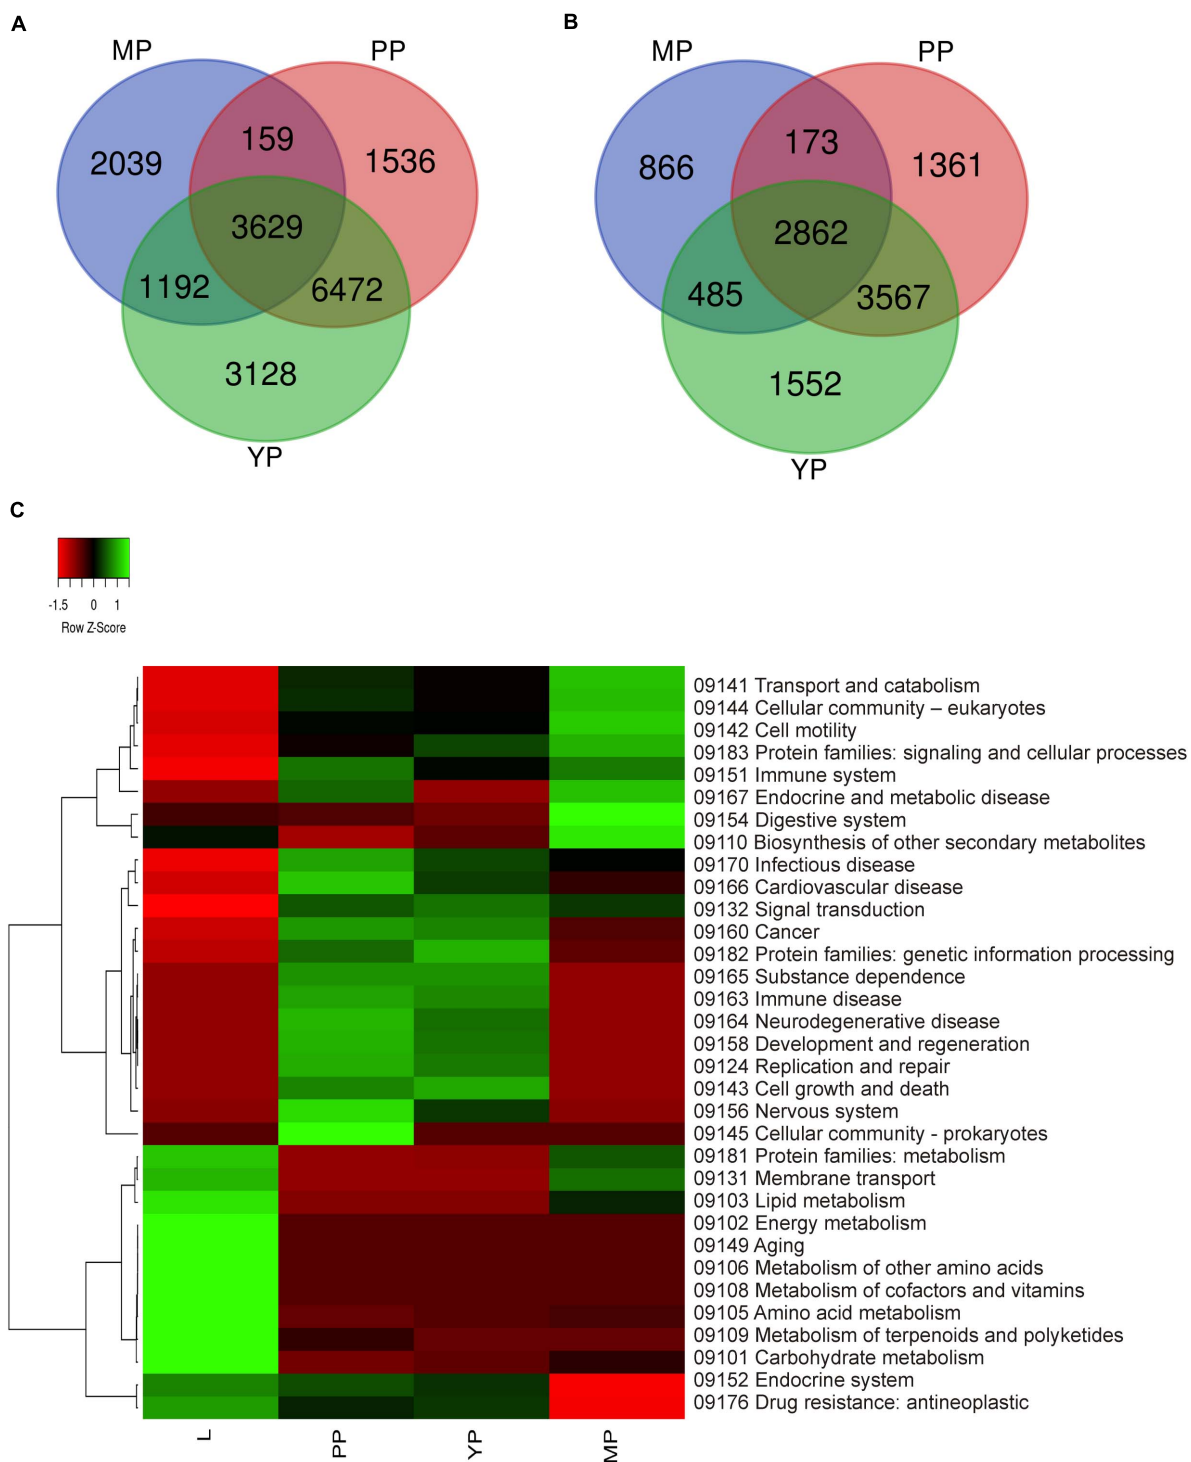 A
B
MP
PP
2039
159
1536
3629
1192
6472
3128
YP
MP
PP
866
173
1361
2862
485
3567
1552
YP
C
-1.5 0 1
Row Z-Score
09141 Transport and catabolism
09144 Cellular community – eukaryotes
09142 Cell motility
09183 Protein families: signaling and cellular processes
09151 Immune system
09167 Endocrine and metabolic disease
09154 Digestive system
09110 Biosynthesis of other secondary metabolites
09170 Infectious disease
09166 Cardiovascular disease
09132 Signal transduction
09160 Cancer
09182 Protein families: genetic information processing
09165 Substance dependence
09163 Immune disease
09164 Neurodegenerative disease
09158 Development and regeneration
09124 Replication and repair
09143 Cell growth and death
09156 Nervous system
09145 Cellular community - prokaryotes
09181 Protein families: metabolism
09131 Membrane transport
09103 Lipid metabolism
09102 Energy metabolism
09149 Aging
09106 Metabolism of other amino acids
09108 Metabolism of cofactors and vitamins
09105 Amino acid metabolism
09109 Metabolism of terpenoids and polyketides
09101 Carbohydrate metabolism
09152 Endocrine system
09176 Drug resistance: antineoplastic
L
PP
YP
MP